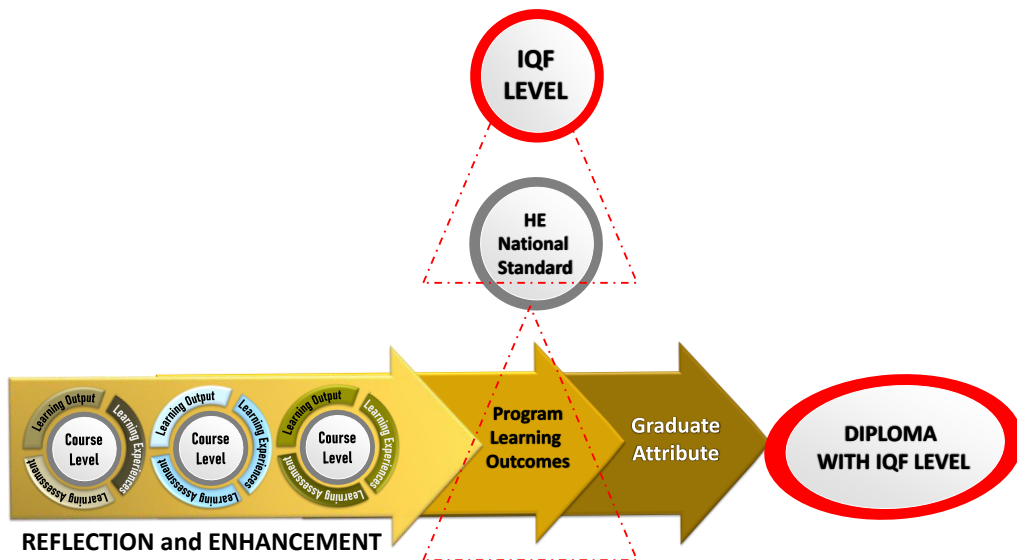 IQF
LEVEL
HE
National
Standard
Learning Output
Learning Experiences
Learning Assessment
Course
Level
Learning Output
Learning Experiences
Learning Assessment
Course
Level
Learning Output
Learning Experiences
Learning Assessment
Course
Level
Program
Learning
Outcomes
Graduate
Attribute
DIPLOMA
WITH IQF LEVEL
REFLECTION and ENHANCEMENT